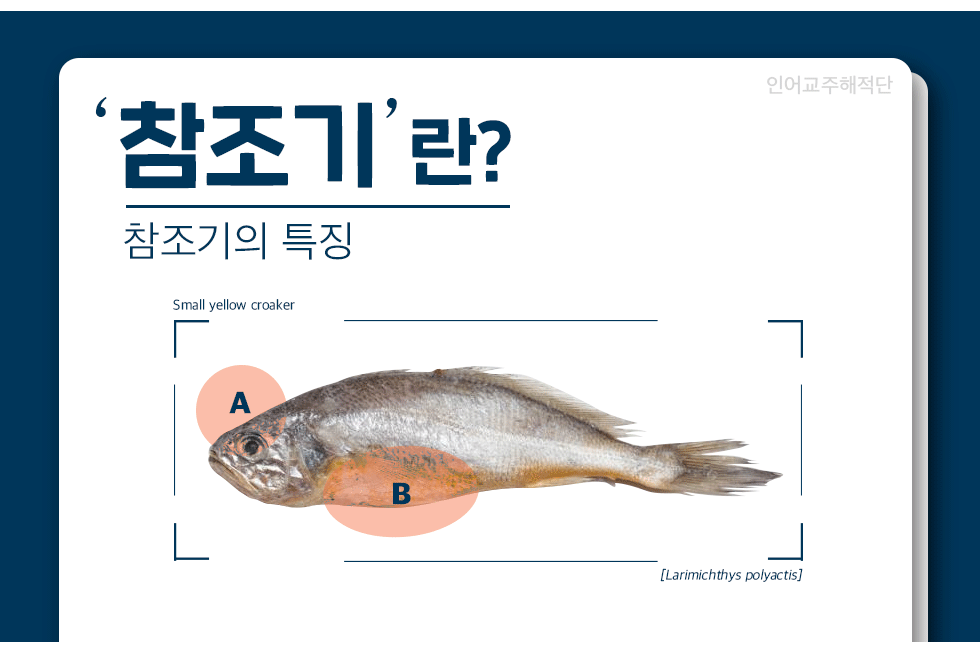 인어교주해적단
‘참조기’란?
참조기의 특징
Small yellow croaker
A
B
[Larimichthys polyactis]